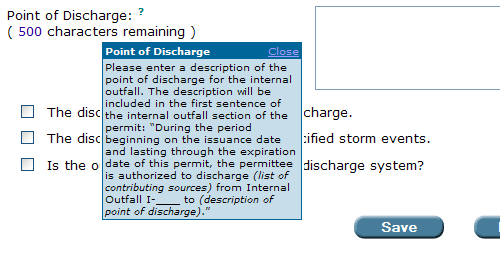 Point of Discharge: ?
( 500 characters remaining )
Point of Discharge Close
Please enter a description of the
point of discharge for the internal
outfall. The description will be
included in the first sentence of
the internal outfall section of the
permit: "During the period
beginning on the issuance date
and lasting through the expiration
date of this permit, the permittee
is authorized to discharge (list of
contributing sources) from Internal
Outfall I-____ to (description of
point of discharge)."
The disc charge.
The disc cified storm events.
Is the o discharge system?
Save